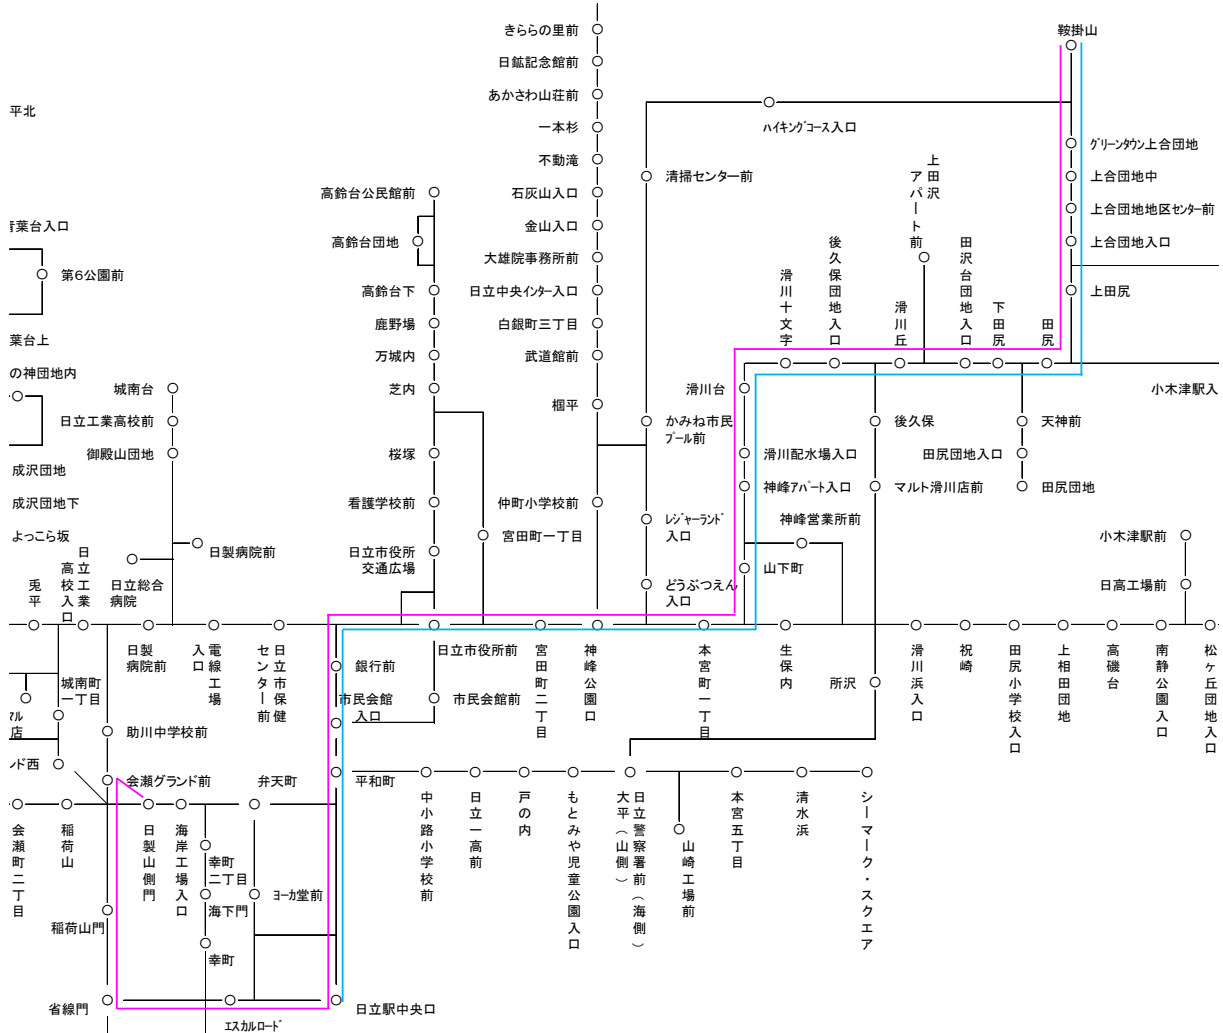 きららの里前
鞍掛山
日鉱記念館前
あかさわ山荘前
平北
一本杉
ハイキングコース入口
グリーンタウン上合団地
不動滝
清掃センター前
上合団地中
上田沢
アパート前
高鈴台公民館前
石灰山入口
上合団地地区センター前
青葉台入口
金山入口
高鈴台団地
上合団地入口
後久保団地入口
田沢台団地入口
大雄院事務所前
第6公園前
滑川十文字
高鈴台下
日立中央インター入口
上田尻
滑川丘
下田尻
田尻
鹿野場
白銀町三丁目
葉台上
万城内
武道館前
の神団地内
城南台
芝内
滑川台
小木津駅入
椢平
日立工業高校前
かみね市民
プール前
後久保
天神前
御殿山団地
桜塚
滑川配水場入口
田尻団地入口
成沢団地
神峰アパート入口
マルト滑川店前
田尻団地
成沢団地下
看護学校前
仲町小学校前
レジャーランド
入口
神峰営業所前
よっこら坂
宮田町一丁目
小木津駅前
日製病院前
日立市役所
交通広場
山下町
日立工業
高校入口
日立総合
病院
どうぶつえん
入口
日高工場前
兎平
日製
病院前
電線工場
入口
日立市保健
センター前
銀行前
日立市役所前
宮田町二丁目
神峰公園口
本宮町一丁目
生保内
所沢
滑川浜入口
祝崎
田尻小学校入口
上相田団地
高磯台
南静公園入口
松ヶ丘団地入口
城南町
一丁目
市民会館
入口
市民会館前
マル
店
助川中学校前
ンド西
会瀬グランド前
弁天町
平和町
会瀬町二丁目
稲荷山
日製山側門
海岸工場入口
中小路小学校前
日立一高前
戸の内
もとみや児童公園入口
大平(山側)
日立警察署前(海側)
山崎工場前
本宮五丁目
清水浜
シーマーク・スクエア
幸町
二丁目
ヨーカ堂前
海下門
稲荷山門
幸町
省線門
エスカルロード
日立駅中央口